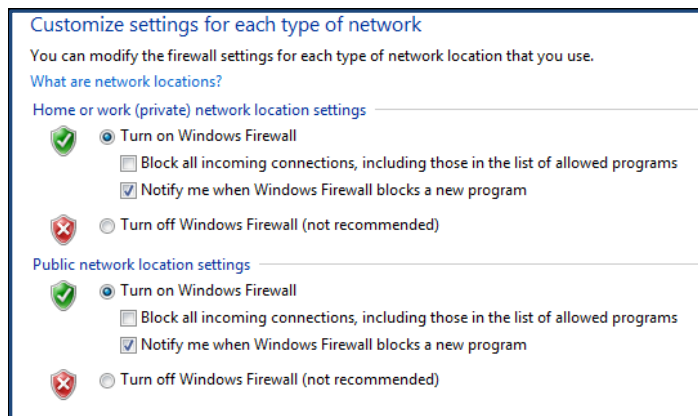 Customize settings for each type of network
You can modify the firewall settings for each type of network location that you use.
What are network locations?
Home or work (private) network location settings
Turn on Windows Firewall
Block all incoming connections, including those in the list of allowed programs
Notify me when Windows Firewall blocks a new program
Turn off Windows Firewall (not recommended)
Public network location settings
Turn on Windows Firewall
Block all incoming connections, including those in the list of allowed programs
Notify me when Windows Firewall blocks a new program
Turn off Windows Firewall (not recommended)